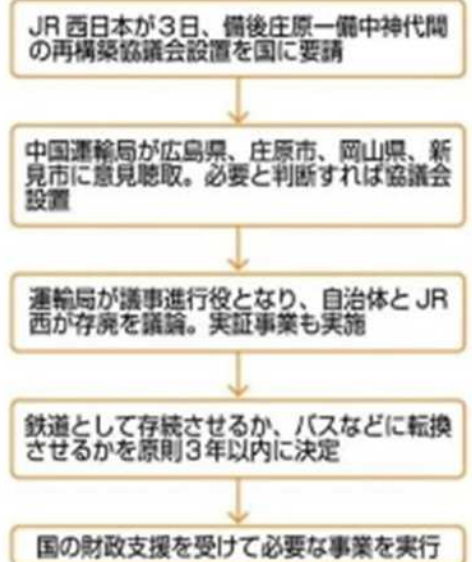 JR西日本が3日、備後庄原ー備中神代間
の再構築協議会設置を国に要請
中国運輸局が広島県、庄原市、岡山県、新
見市に意見聴取。必要と判断すれば協議会
設置
運輸局が議事進行役となり、自治体とJR
西が存廃を議論。実証事業も実施
鉄道として存続させるか、バスなどに転換
させるかを原則3年以内に決定
国の財政支援を受けて必要な事業を実行